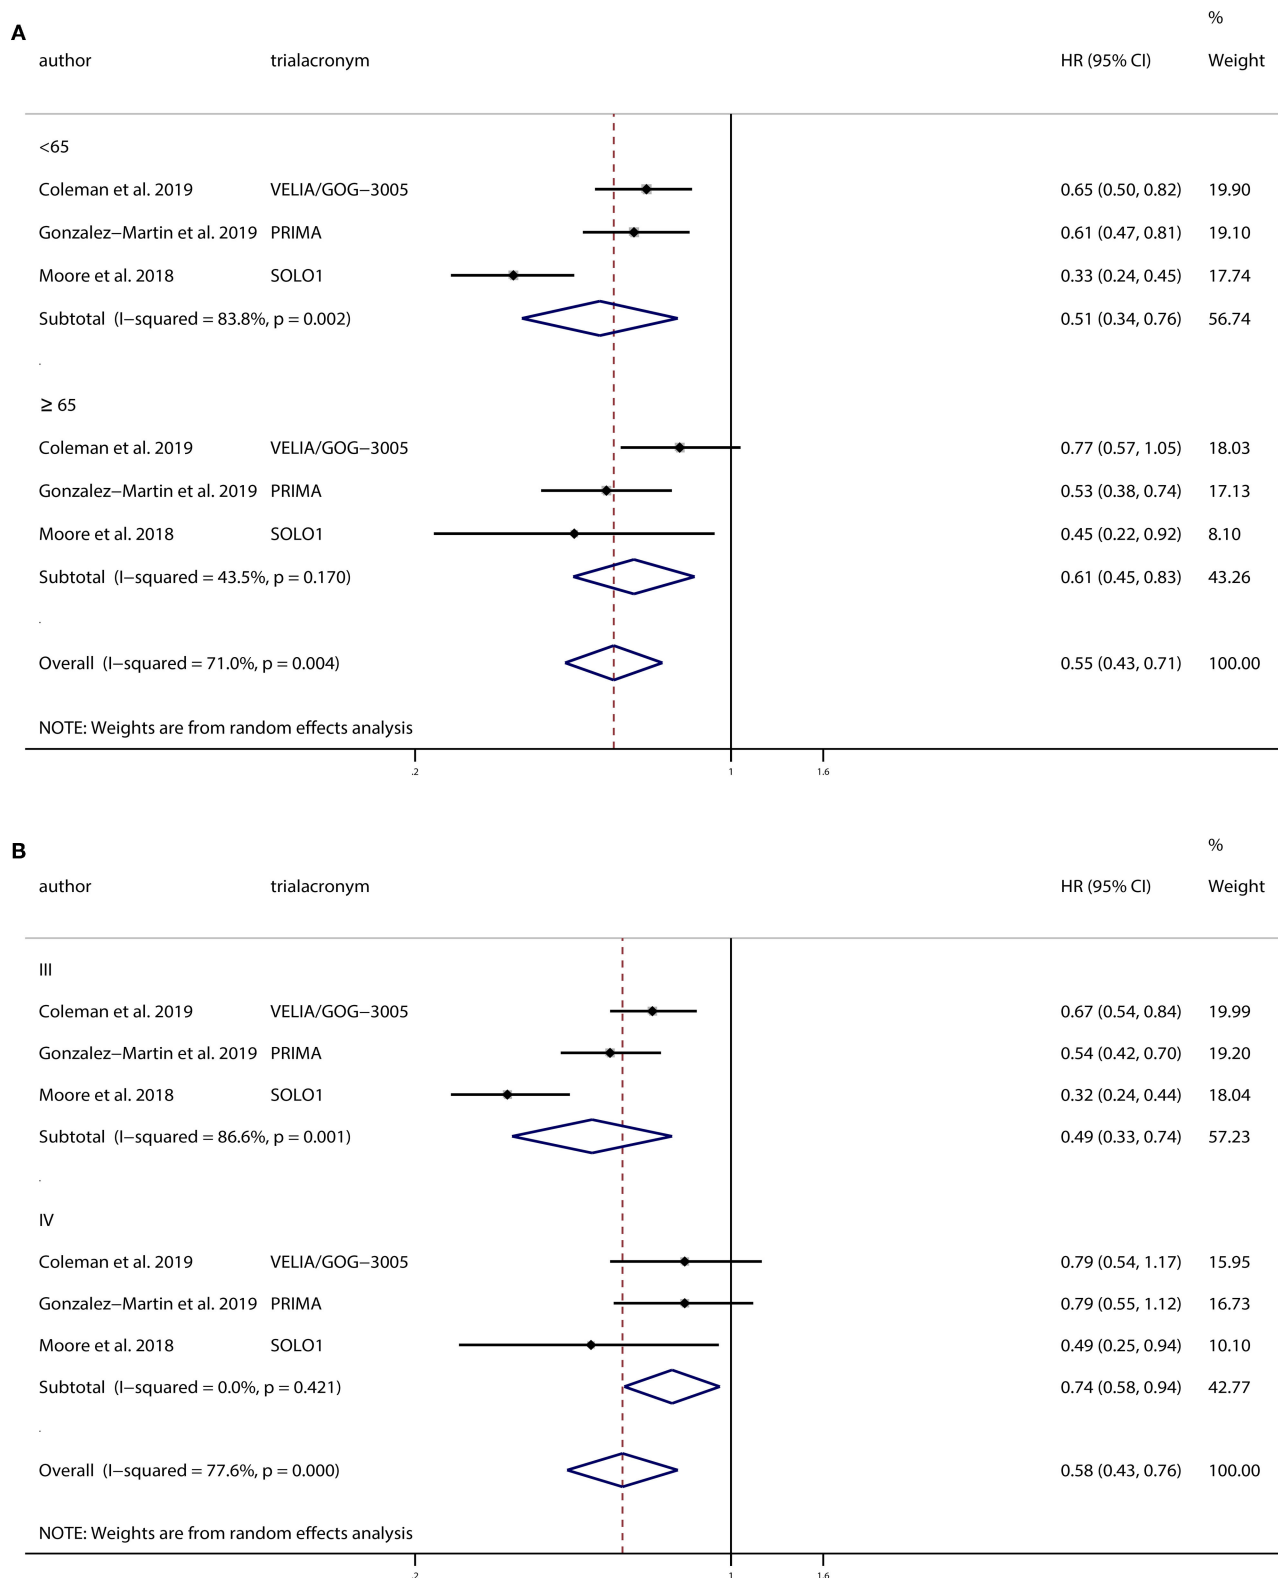 A
%
author trialacronym HR (95% CI) Weight
<65
Coleman et al. 2019 VELIA/GOG−3005 0.65 (0.50, 0.82) 19.90
Gonzalez−Martin et al. 2019 PRIMA 0.61 (0.47, 0.81) 19.10
Moore et al. 2018 SOLO1 0.33 (0.24, 0.45) 17.74
Subtotal (I−squared = 83.8%, p = 0.002) 0.51 (0.34, 0.76) 56.74
.
≥ 65
Coleman et al. 2019 VELIA/GOG−3005 0.77 (0.57, 1.05) 18.03
Gonzalez−Martin et al. 2019 PRIMA 0.53 (0.38, 0.74) 17.13
Moore et al. 2018 SOLO1 0.45 (0.22, 0.92) 8.10
Subtotal (I−squared = 43.5%, p = 0.170) 0.61 (0.45, 0.83) 43.26
.
Overall (I−squared = 71.0%, p = 0.004) 0.55 (0.43, 0.71) 100.00
NOTE: Weights are from random effects analysis
.2 1 1.6
B
%
author trialacronym HR (95% CI) Weight
III
Coleman et al. 2019 VELIA/GOG−3005 0.67 (0.54, 0.84) 19.99
Gonzalez−Martin et al. 2019 PRIMA 0.54 (0.42, 0.70) 19.20
Moore et al. 2018 SOLO1 0.32 (0.24, 0.44) 18.04
Subtotal (I−squared = 86.6%, p = 0.001) 0.49 (0.33, 0.74) 57.23
.
IV
Coleman et al. 2019 VELIA/GOG−3005 0.79 (0.54, 1.17) 15.95
Gonzalez−Martin et al. 2019 PRIMA 0.79 (0.55, 1.12) 16.73
Moore et al. 2018 SOLO1 0.49 (0.25, 0.94) 10.10
Subtotal (I−squared = 0.0%, p = 0.421) 0.74 (0.58, 0.94) 42.77
.
Overall (I−squared = 77.6%, p = 0.000) 0.58 (0.43, 0.76) 100.00
NOTE: Weights are from random effects analysis
.2 1 1.6